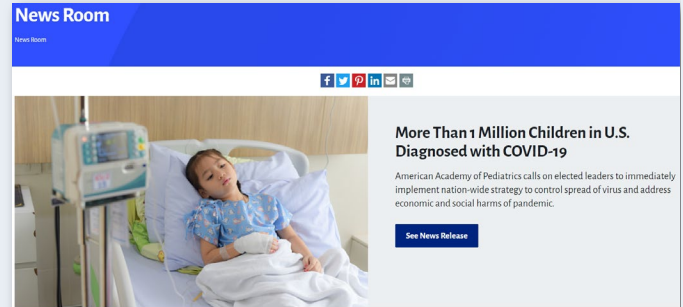 News Room
News Room
More Than 1 Million Children in U.S.
Diagnosed with COVID-19
American Academy of Pediatrics calls on elected leaders to immediately
implement nation-wide strategy to control spread of virus and address
economic and social harms of pandemic.
See News Release